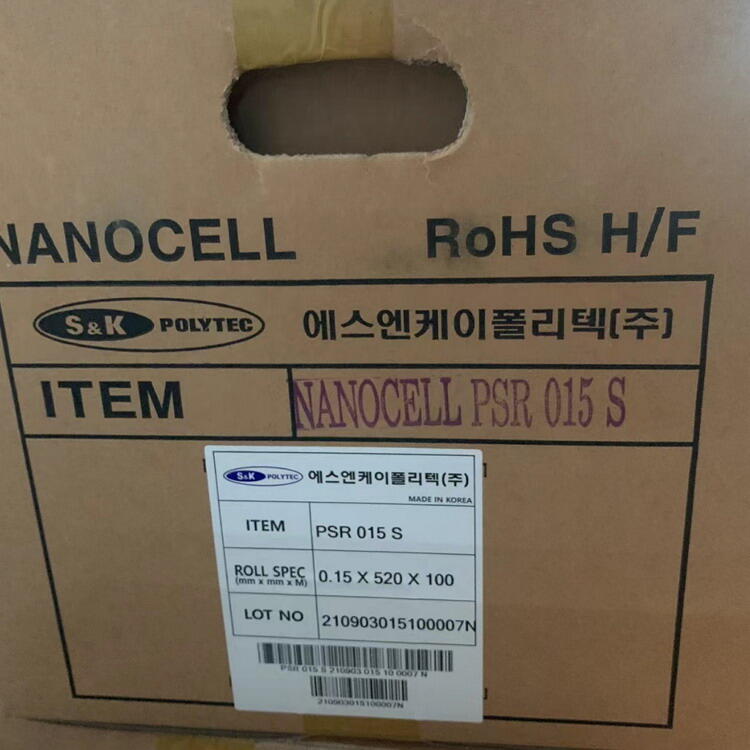 NANOCELL RoHS H/F
S&K POLYTEC 에스엔케이폴리텍(주)
ITEM NANOCELL PSR 015 S
S&K POLYTEC 에스엔케이폴리텍(주)
MADE IN KOREA
ITEM PSR 015 S
ROLL SPEC 0.15 X 520 X 100
(mm x mm x M)
LOT NO 210903015100007N
PSR 015 S 210903 015 10 0007 N
210903015100007N